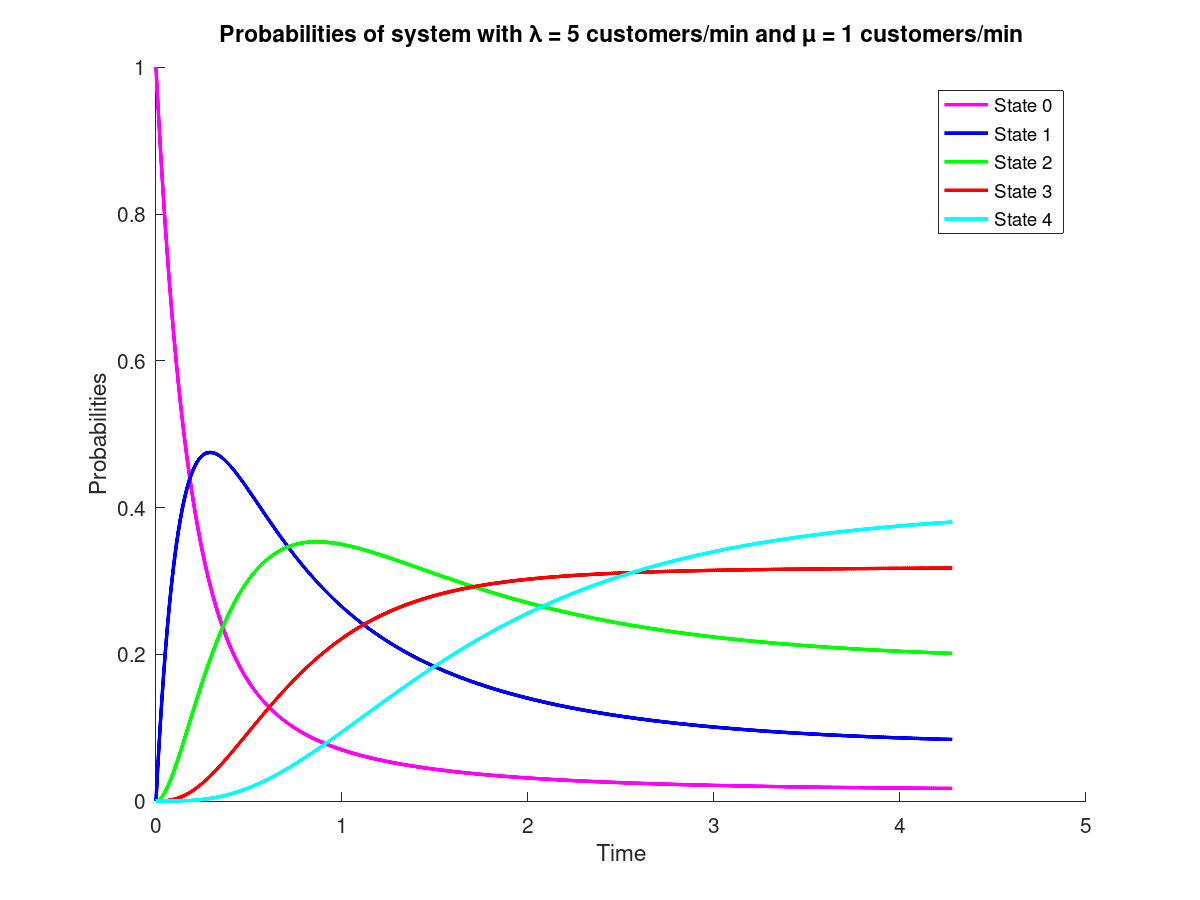 Probabilities of system with λ = 5 customers/min and μ = 1 customers/min
1
0.8
0.6
0.4
0.2
0
Probabilities
State 0
State 1
State 2
State 3
State 4
0 1 2 3 4 5
Time